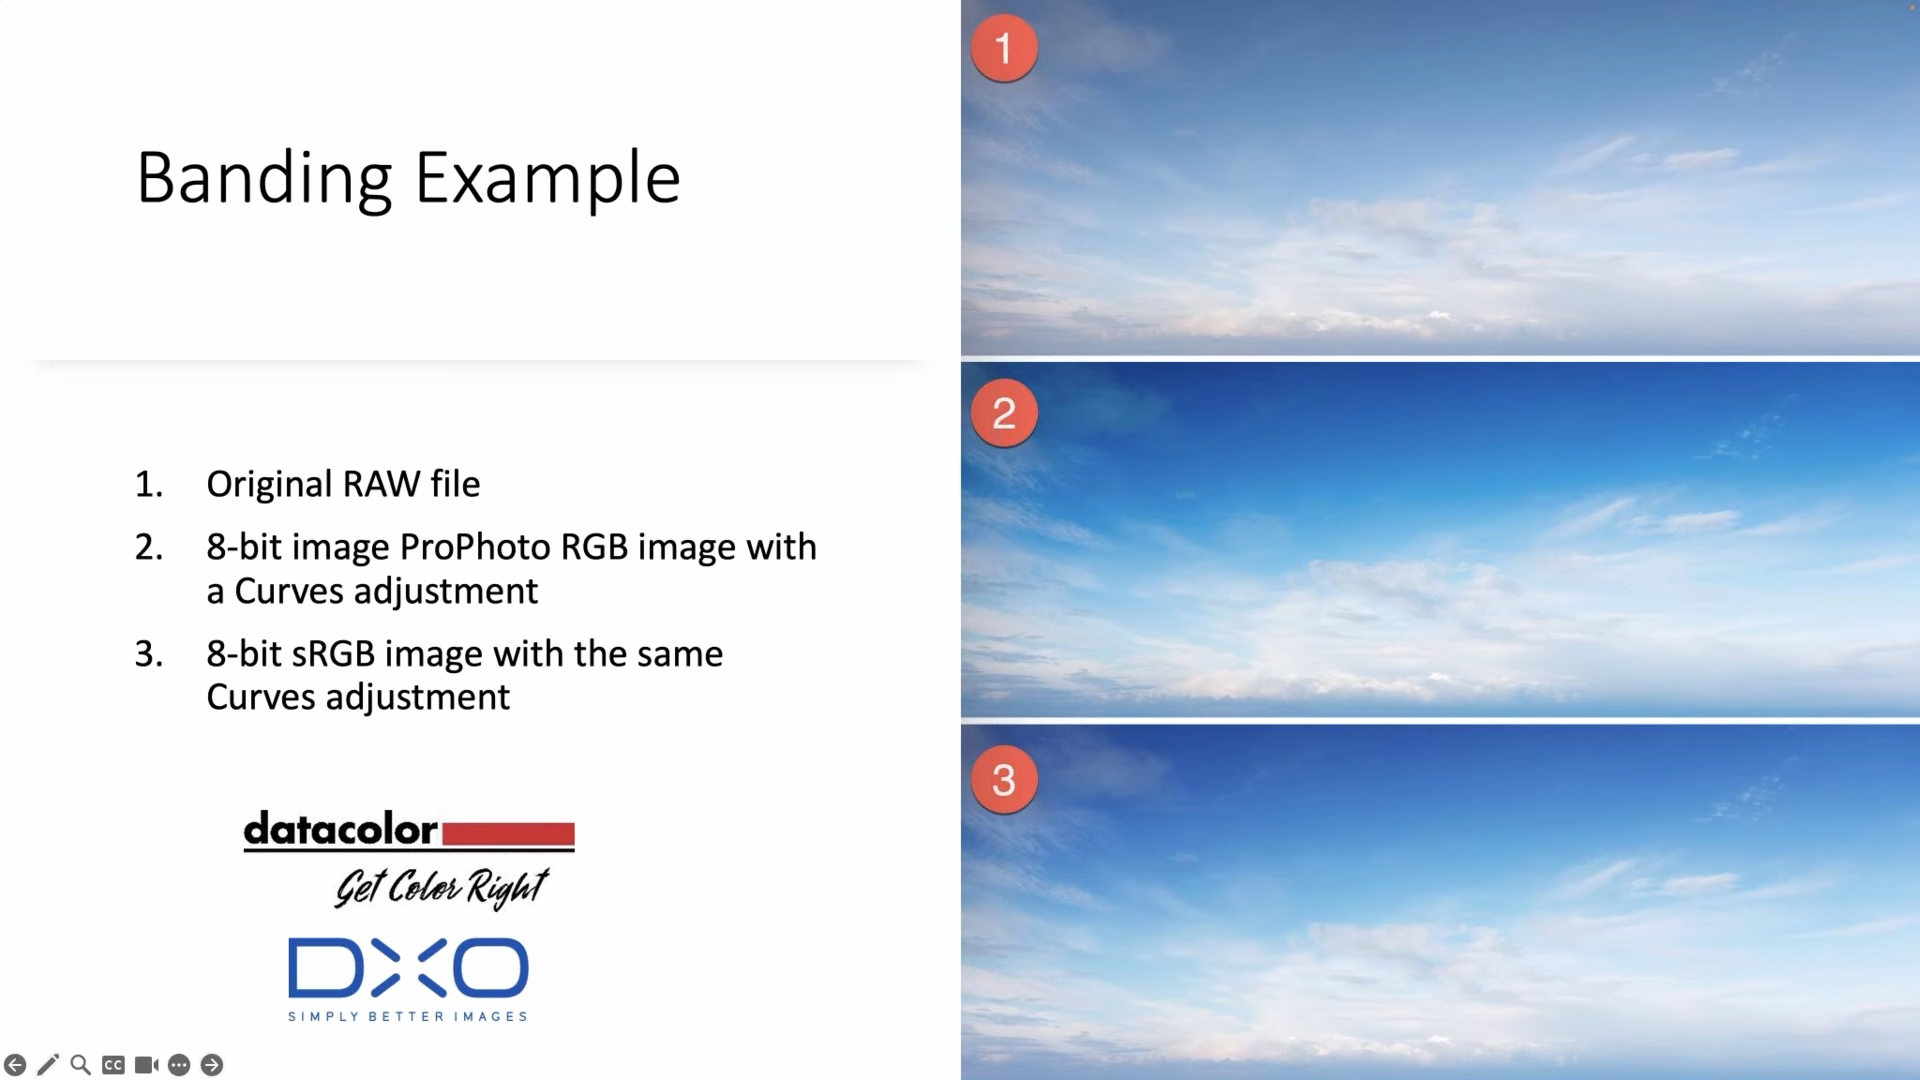 Banding Example
1. Original RAW file
2. 8-bit image ProPhoto RGB image with
a Curves adjustment
3. 8-bit sRGB image with the same
Curves adjustment
datacolor
Get Color Right
DXO
SIMPLY BETTER IMAGES
CC
1
2
3